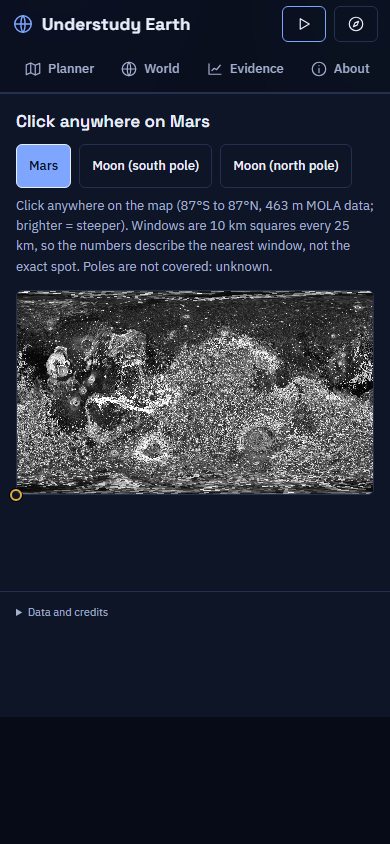 Understudy Earth
Planner
World
Evidence
About
Click anywhere on Mars
Mars
Moon (south pole)
Moon (north pole)
Click anywhere on the map (87°S to 87°N, 463 m MOLA data;
brighter = steeper). Windows are 10 km squares every 25
km, so the numbers describe the nearest window, not the
exact spot. Poles are not covered: unknown.
Data and credits